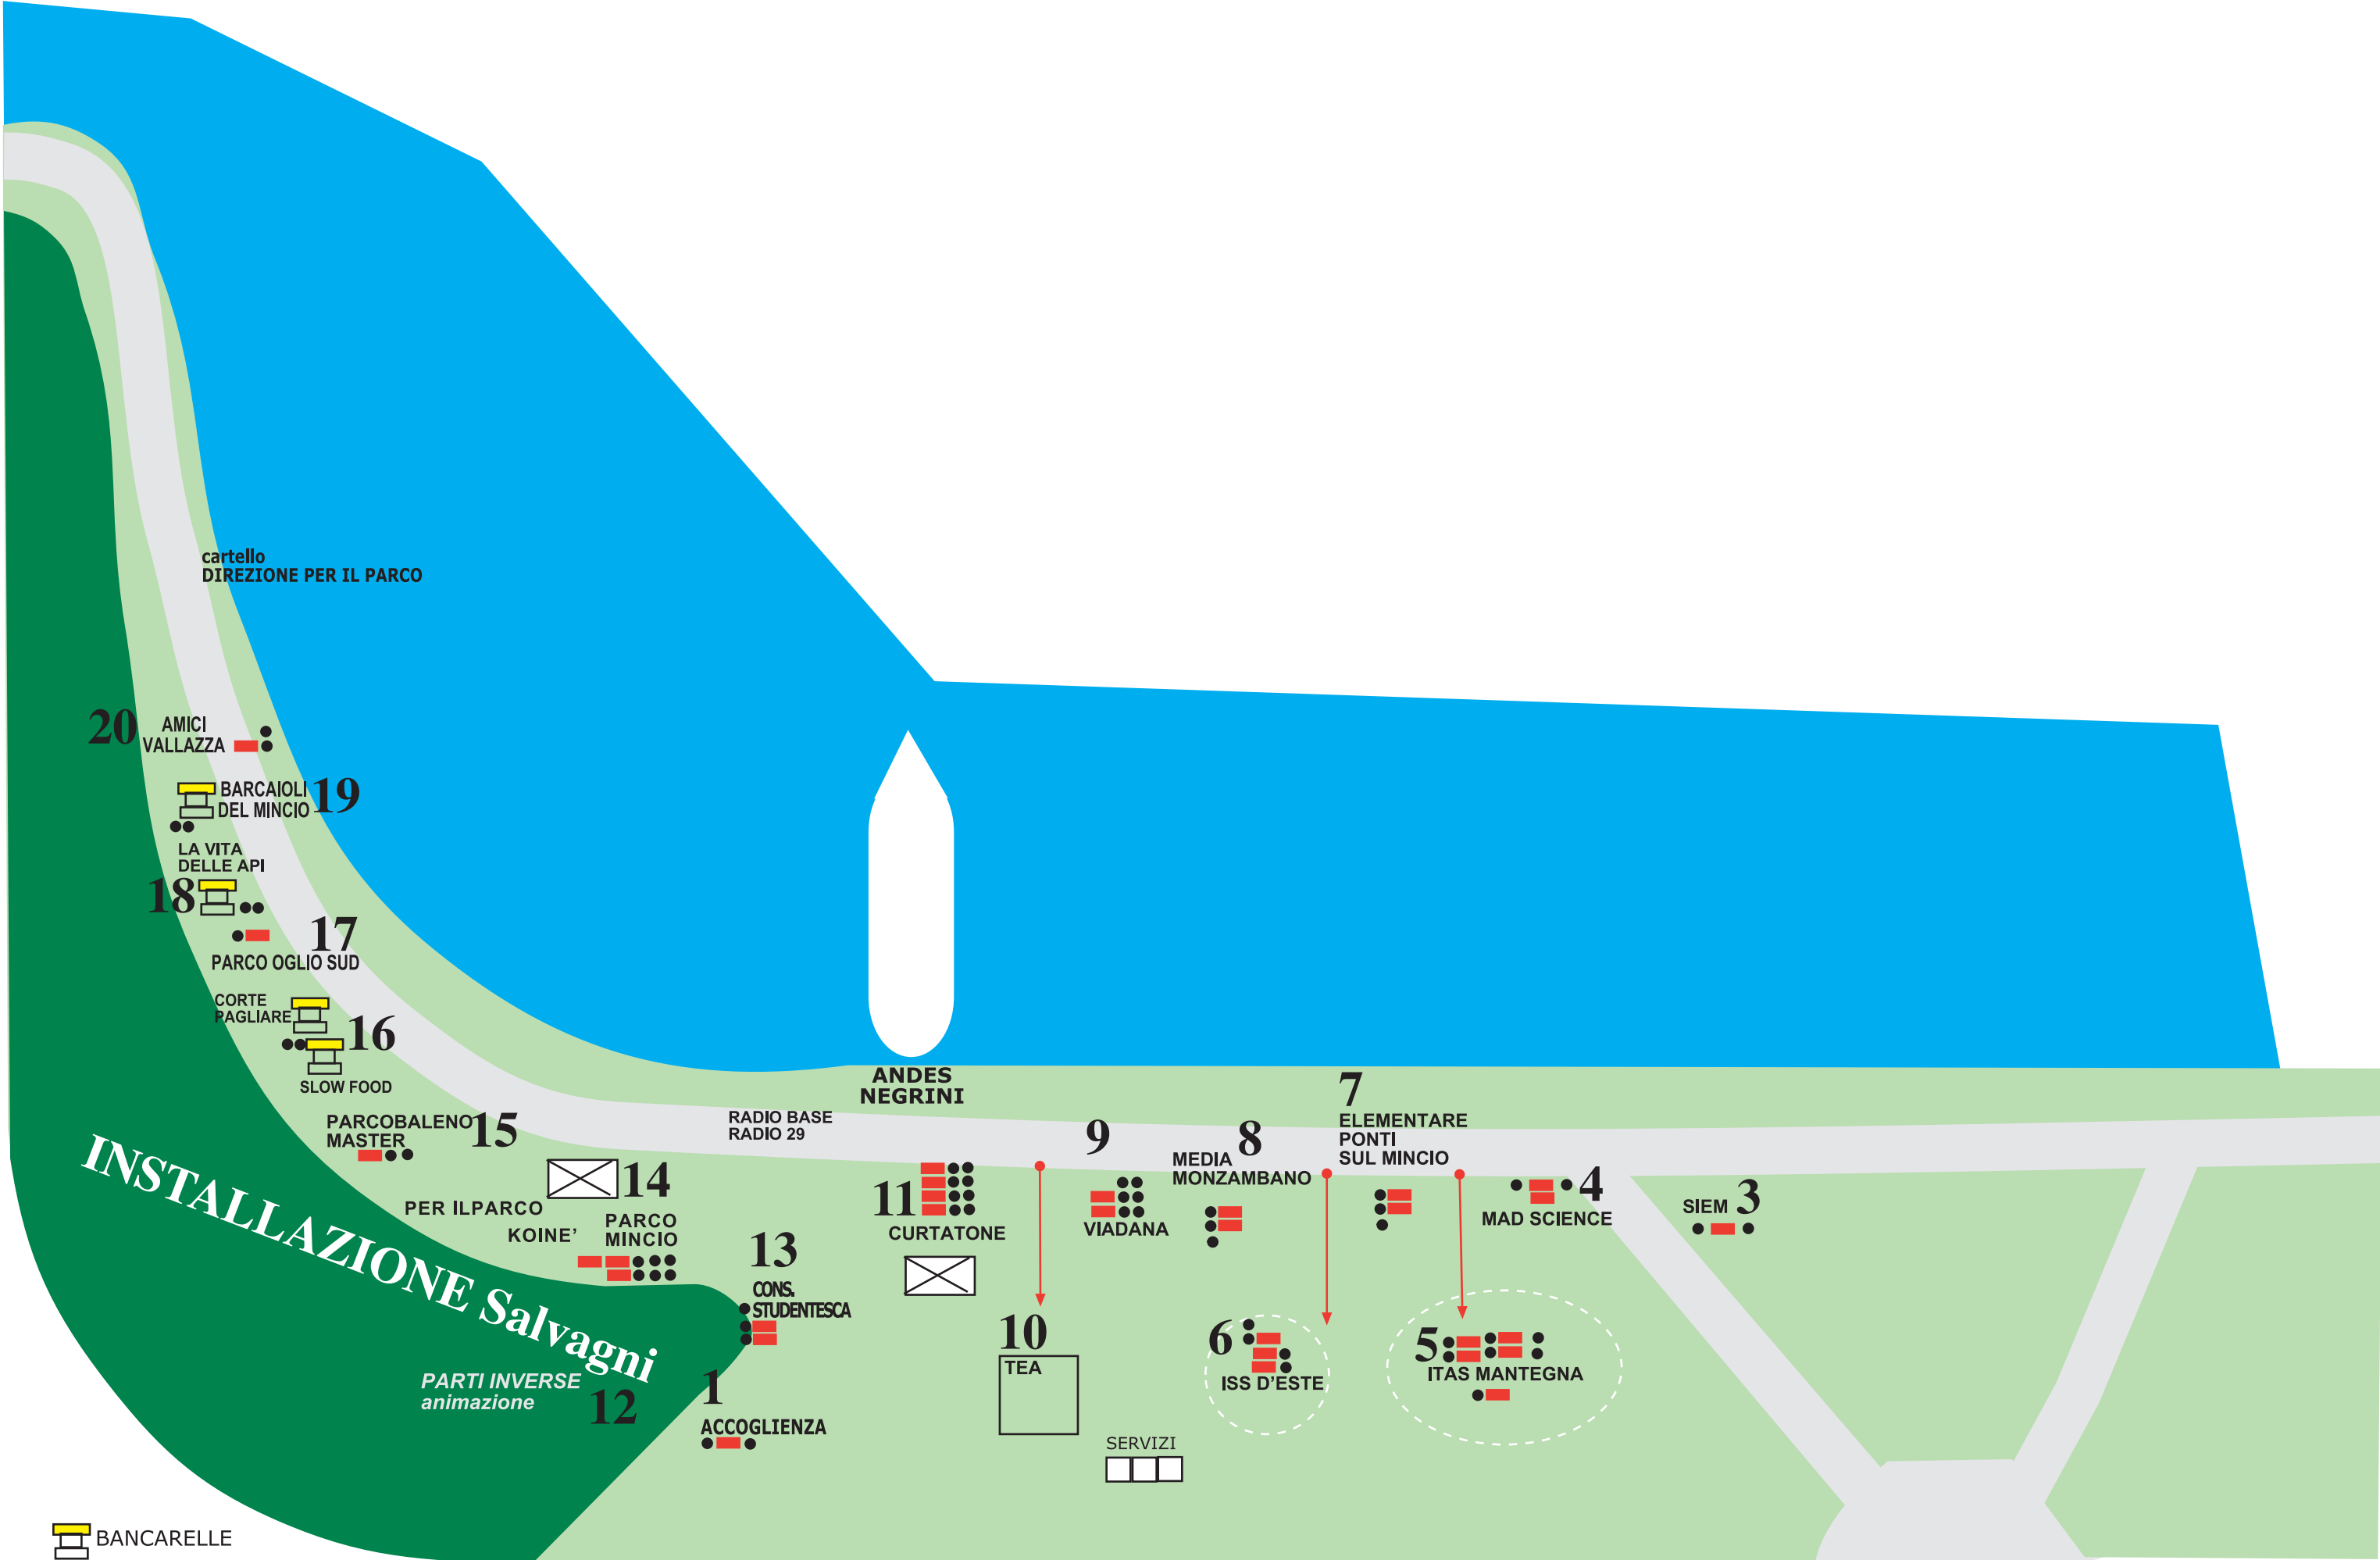 cartello
DIREZIONE PER IL PARCO
20
AMICI
VALLAZZA
BARCAIOLI
DEL MINCIO
19
LA VITA
DELLE API
18
17
PARCO OGLIO SUD
CORTE
PAGLIARE
16
SLOW FOOD
PARCOBALENO
MASTER
15
14
PER ILPARCO
KOINE’
PARCO
MINCIO
INSTALLAZIONE Salvagni
PARTI INVERSE
animazione
12
13
CONS.
STUDENTESCA
1
ACCOGLIENZA
RADIO BASE
RADIO 29
ANDES
NEGRINI
11
CURTATONE
10
TEA
9
VIADANA
SERVIZI
8
MEDIA
MONZAMBANO
7
ELEMENTARE
PONTI
SUL MINCIO
6
ISS D’ESTE
5
ITAS MANTEGNA
4
MAD SCIENCE
SIEM 3
BANCARELLE